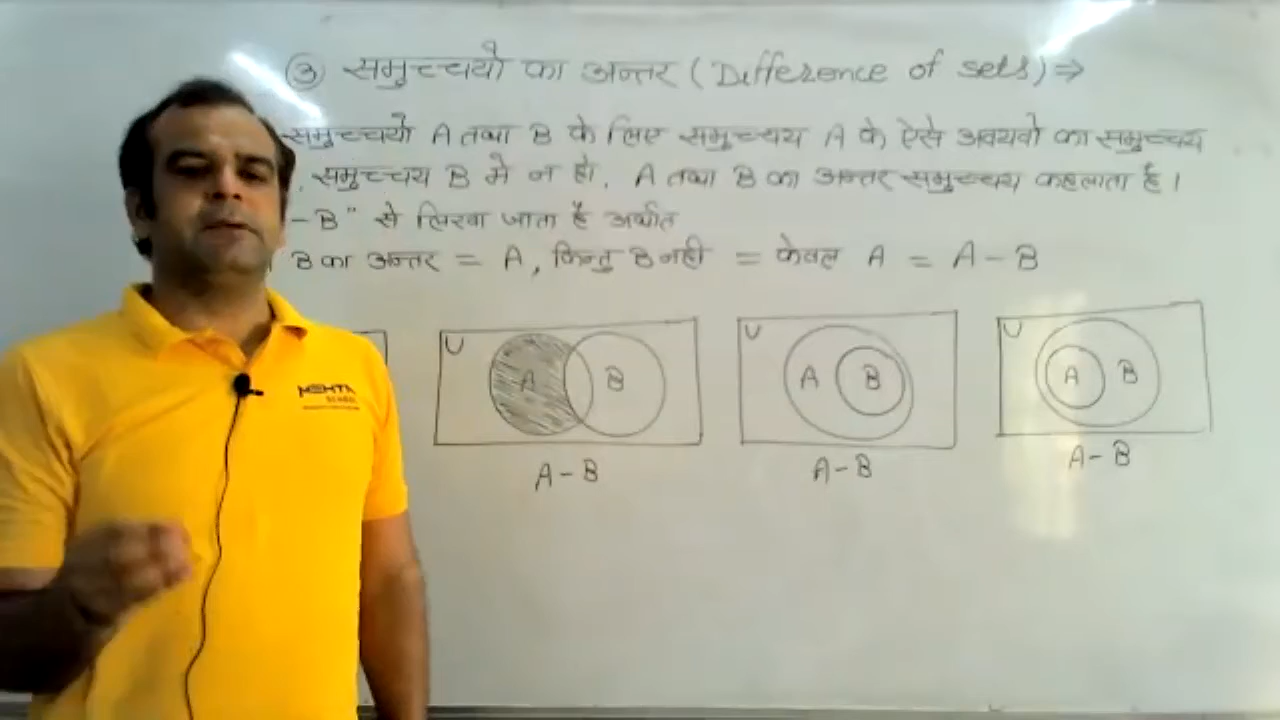 ③ समुच्चयो का अन्तर (Difference of sets) ⇒
समुच्चयो A तथा B के लिए समुच्चय A के ऐसे अवयवो का समुच्चय
समुच्चय B मे न हो, A तथा B का अन्तर समुच्चय कहलाता है।
-B" से लिखा जाता है अर्थात
B का अन्तर = A, किन्तु B नही = केवल A = A-B
U A B
U A B
U A B
A-B
A-B
A-B
MEHTA